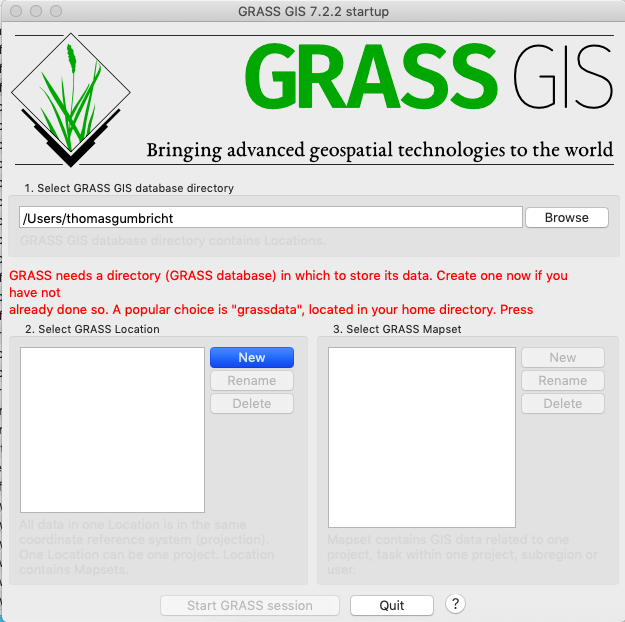 GRASS GIS 7.2.2 startup
GRASS GIS
Bringing advanced geospatial technologies to the world
1. Select GRASS GIS database directory
/Users/thomasgumbricht
Browse
GRASS GIS database directory contains Locations.
GRASS needs a directory (GRASS database) in which to store its data. Create one now if you
have not
already done so. A popular choice is "grassdata", located in your home directory. Press
2. Select GRASS Location
New
Rename
Delete
All data in one Location is in the same
coordinate reference system (projection).
One Location can be one project. Location
contains Mapsets.
3. Select GRASS Mapset
New
Rename
Delete
Mapset contains GIS data related to one
project, task within one project, subregion or
user.
Start GRASS session
Quit
?